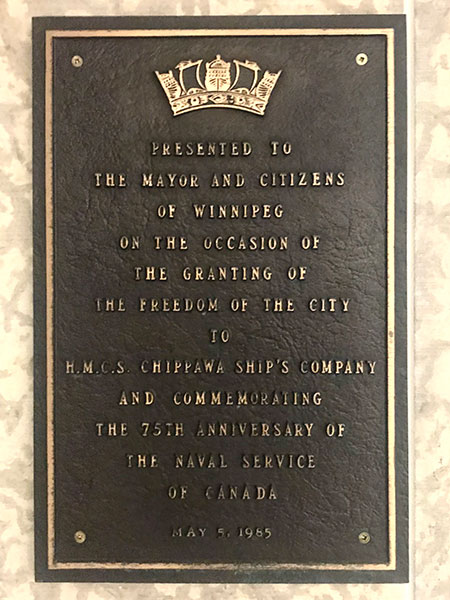 PRESENTED TO
THE MAYOR AND CITIZENS
OF WINNIPEG
ON THE OCCASION OF
THE GRANTING OF
THE FREEDOM OF THE CITY
TO
H.M.C.S. CHIPPAWA SHIP'S COMPANY
AND COMMEMORATING
THE 75TH ANNIVERSARY OF
THE NAVAL SERVICE
OF CANADA
MAY 5, 1985